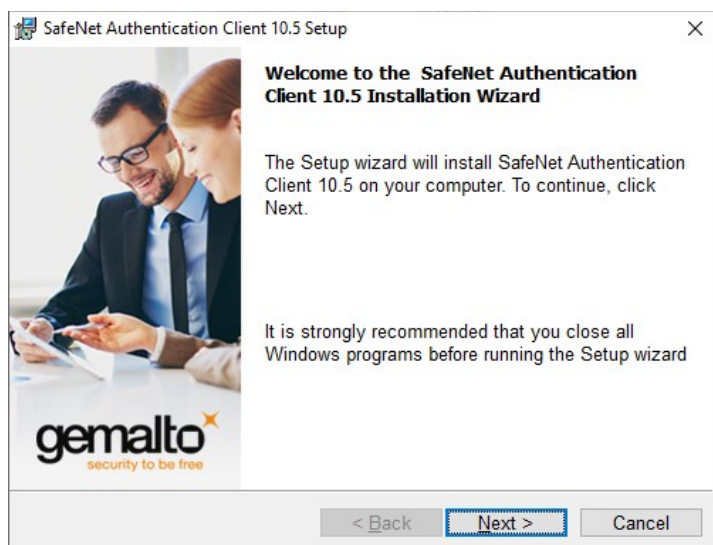 SafeNet Authentication Client 10.5 Setup
Welcome to the SafeNet Authentication
Client 10.5 Installation Wizard
The Setup wizard will install SafeNet Authentication
Client 10.5 on your computer. To continue, click
Next.
It is strongly recommended that you close all
Windows programs before running the Setup wizard
gemalto
security to be free
< Back Next > Cancel